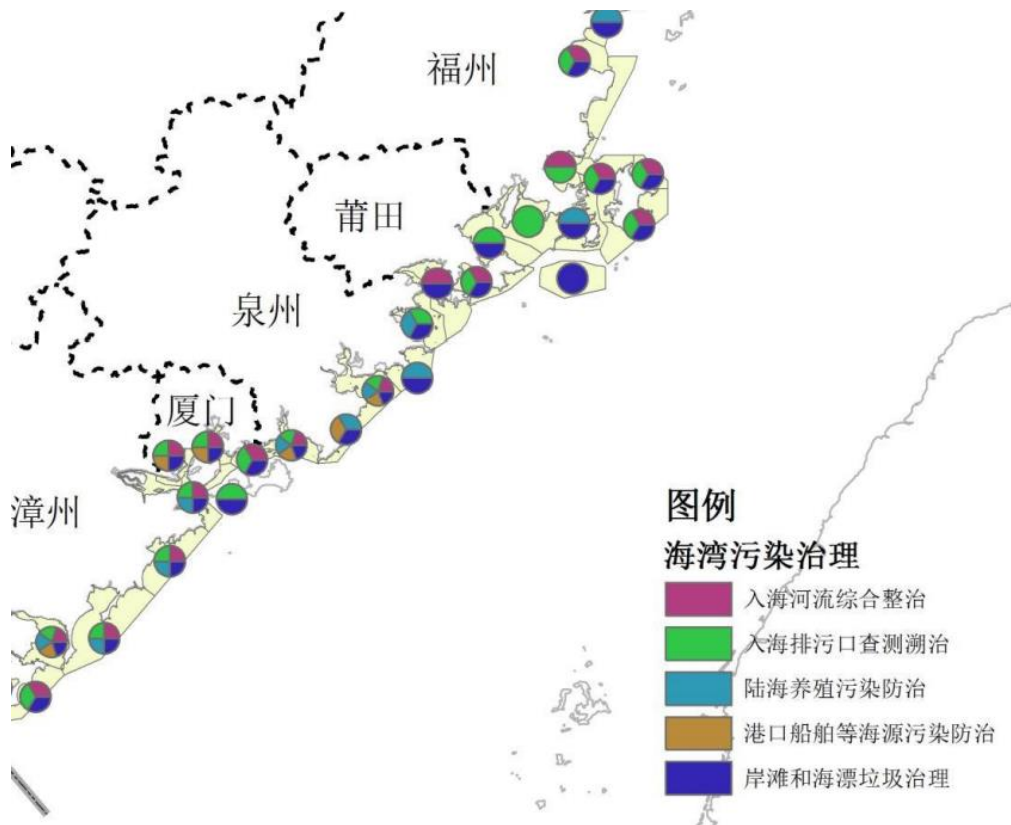 福州
莆田
泉州
厦门
漳州
图例
海湾污染治理
入海河流综合整治
入海排污口查测溯治
陆海养殖污染防治
港口船舶等海源污染防治
岸滩和海漂垃圾治理